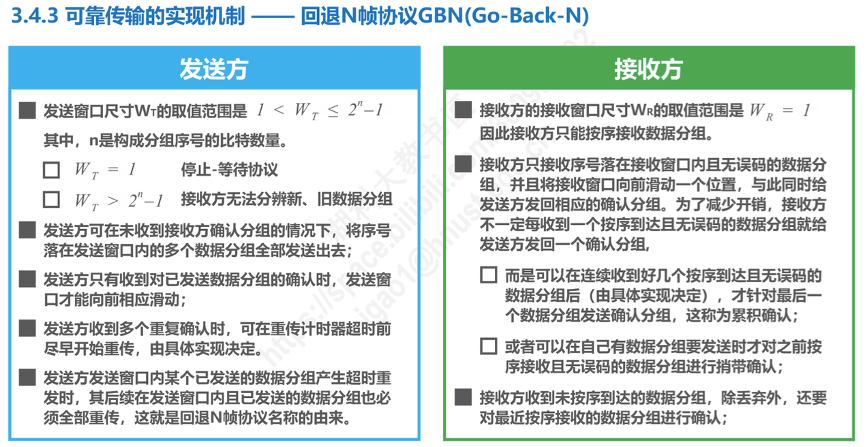 3.4.3 可靠传输的实现机制 —— 回退N帧协议GBN(Go-Back-N)
发送方
发送窗口尺寸WT的取值范围是 1 < WT ≤ 2ⁿ−1
其中，n是构成分组序号的比特数量。
WT = 1 停止-等待协议
WT > 2ⁿ−1 接收方无法分辨新、旧数据分组
发送方可在未收到接收方确认分组的情况下，将序号
落在发送窗口内的多个数据分组全部发送出去；
发送方只有收到对已发送数据分组的确认时，发送窗
口才能向前相应滑动；
发送方收到多个重复确认时，可在重传计时器超时前
尽早开始重传，由具体实现决定。
发送方发送窗口内某个已发送的数据分组产生超时重
发时，其后续在发送窗口内且已发送的数据分组也必
须全部重传，这就是回退N帧协议名称的由来。
接收方
接收方的接收窗口尺寸WR的取值范围是 WR = 1
因此接收方只能按序接收数据分组。
接收方只接收序号落在接收窗口内且无误码的数据分
组，并且将接收窗口向前滑动一个位置，与此同时给
发送方发回相应的确认分组。为了减少开销，接收方
不一定每收到一个按序到达且无误码的数据分组就给
发送方发回一个确认分组,
而是可以在连续收到好几个按序到达且无误码的
数据分组后（由具体实现决定），才针对最后一
个数据分组发送确认分组，这称为累积确认；
或者可以在自己有数据分组要发送时才对之前按
序接收且无误码的数据分组进行捎带确认；
接收方收到未按序到达的数据分组，除丢弃外，还要
对最近按序接收的数据分组进行确认；